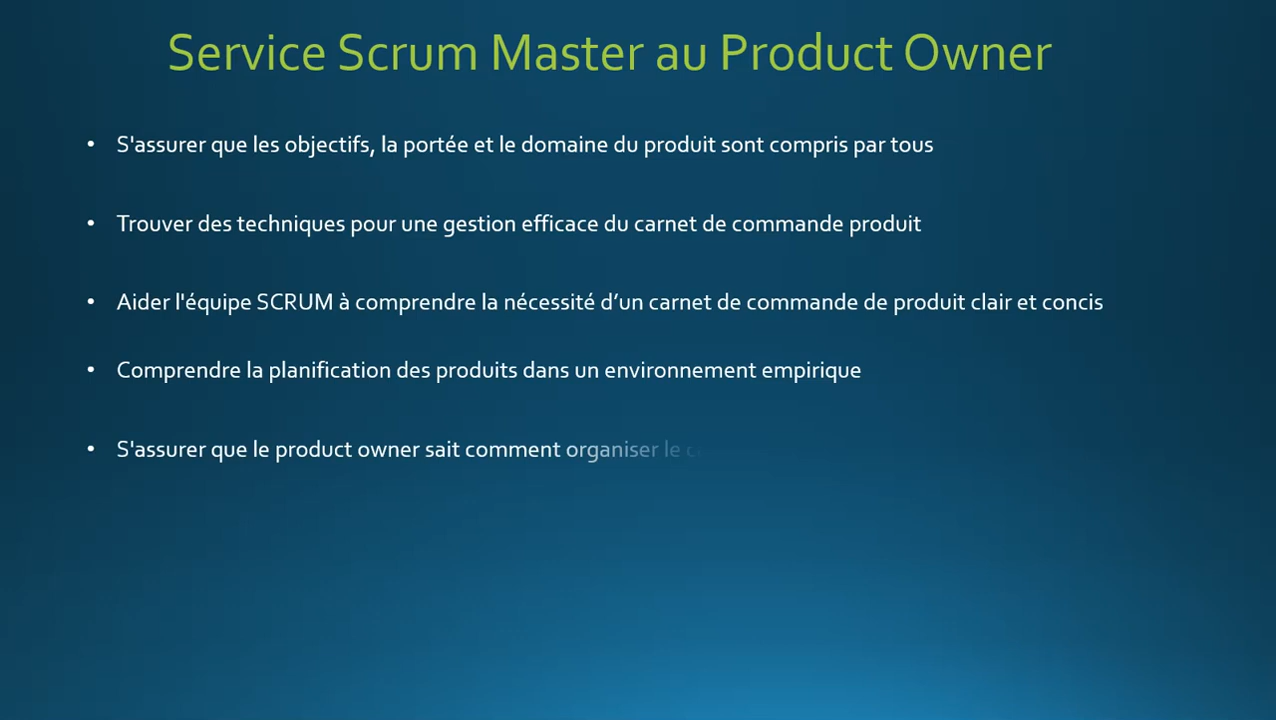 Service Scrum Master au Product Owner
• S'assurer que les objectifs, la portée et le domaine du produit sont compris par tous
• Trouver des techniques pour une gestion efficace du carnet de commande produit
• Aider l'équipe SCRUM à comprendre la nécessité d’un carnet de commande de produit clair et concis
• Comprendre la planification des produits dans un environnement empirique
• S'assurer que le product owner sait comment organiser le